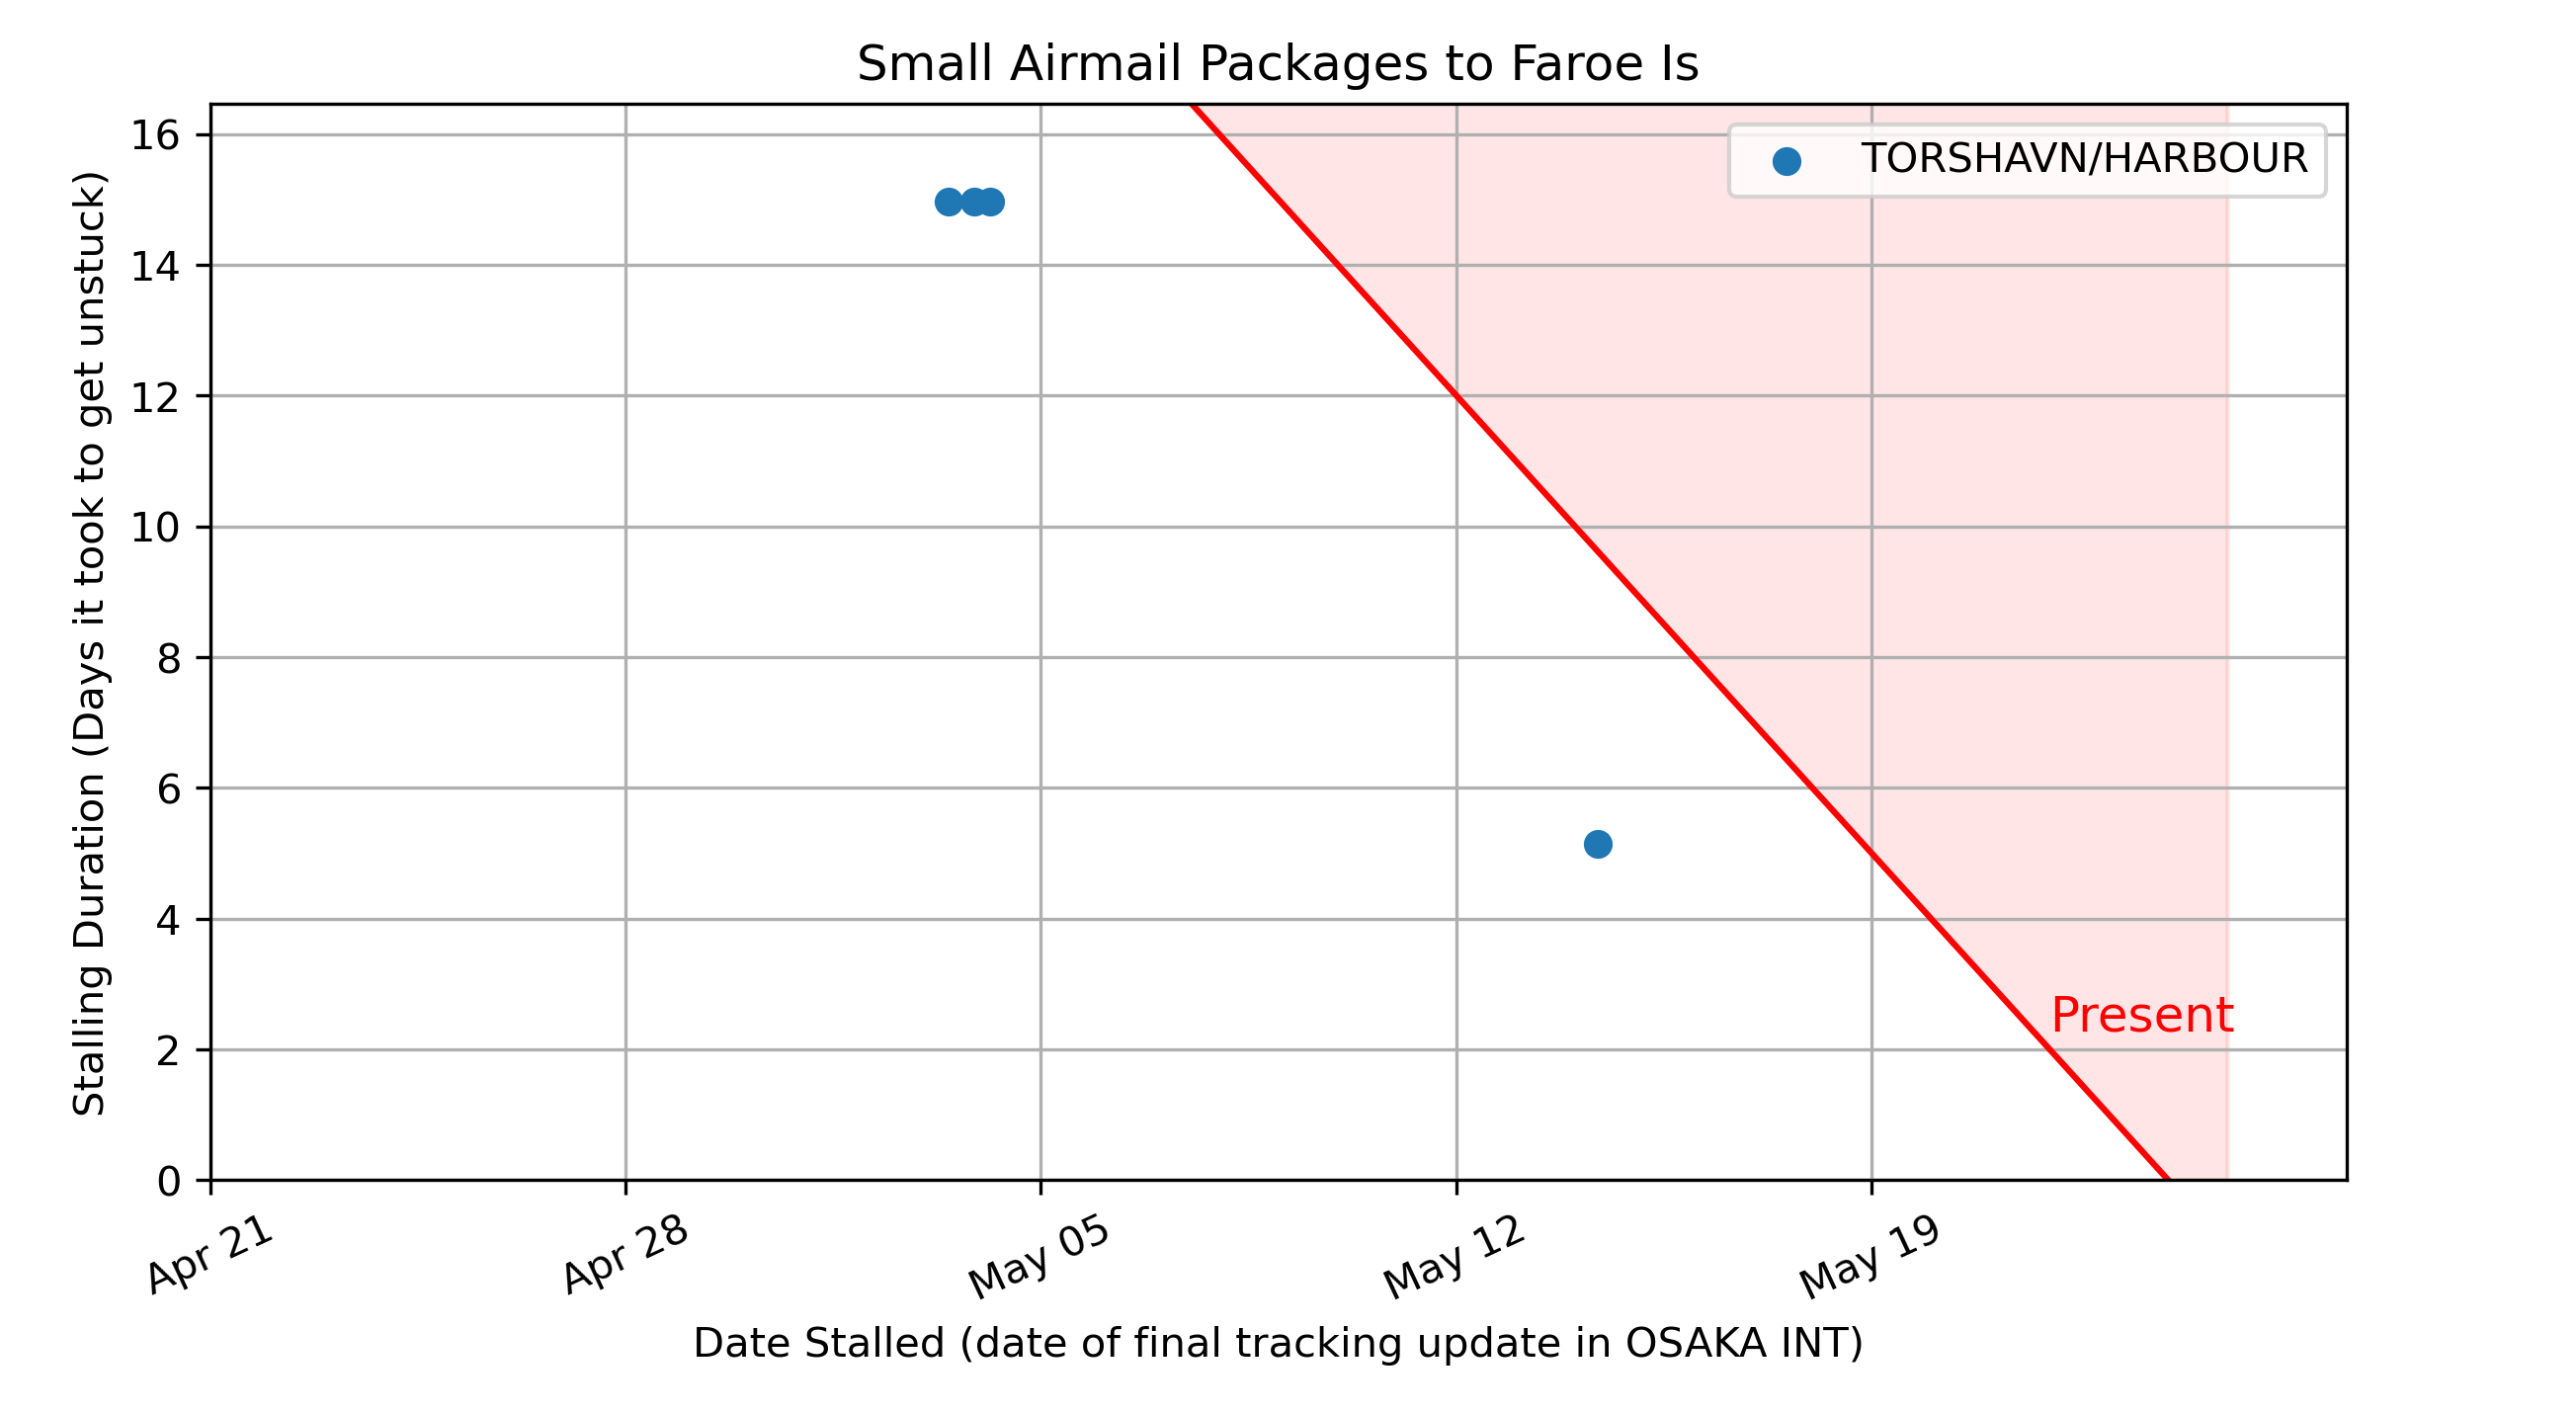 Small Airmail Packages to Faroe Is
TORSHAVN/HARBOUR
Stalling Duration (Days it took to get unstuck)
16
14
12
10
8
6
4
2
0
Present
Apr 21
Apr 28
May 05
May 12
May 19
Date Stalled (date of final tracking update in OSAKA INT)